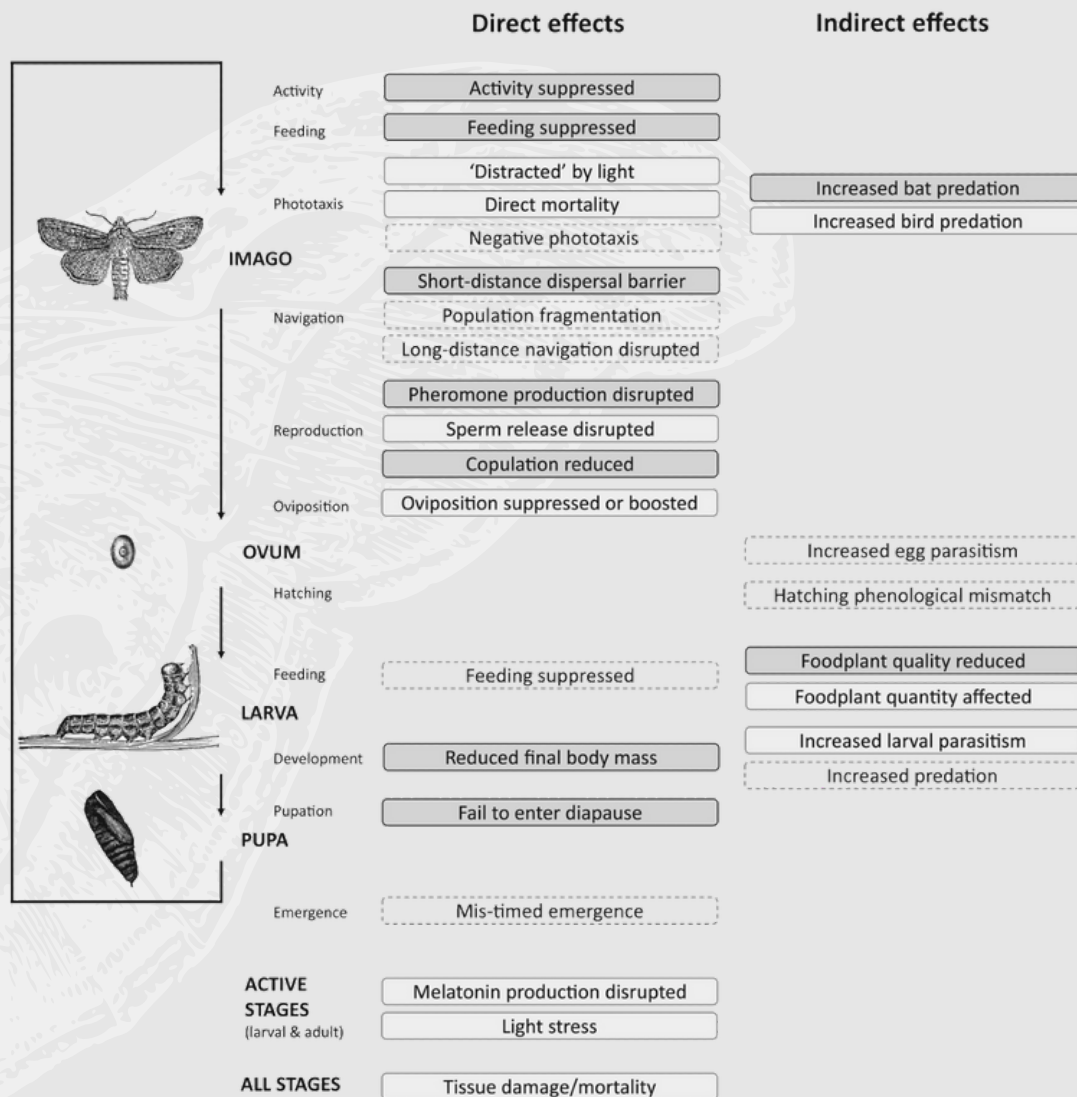 Direct effects
Indirect effects
Activity
Activity suppressed
Feeding
Feeding suppressed
'Distracted' by light
Increased bat predation
Phototaxis
Direct mortality
Increased bird predation
Negative phototaxis
IMAGO
Short-distance dispersal barrier
Navigation
Population fragmentation
Long-distance navigation disrupted
Pheromone production disrupted
Reproduction
Sperm release disrupted
Copulation reduced
Oviposition
Oviposition suppressed or boosted
OVUM
Increased egg parasitism
Hatching
Hatching phenological mismatch
Feeding
Feeding suppressed
Foodplant quality reduced
Foodplant quantity affected
LARVA
Increased larval parasitism
Development
Reduced final body mass
Increased predation
Pupation
Fail to enter diapause
PUPA
Emergence
Mis-timed emergence
ACTIVE
STAGES
(larval & adult)
Melatonin production disrupted
Light stress
ALL STAGES
Tissue damage/mortality